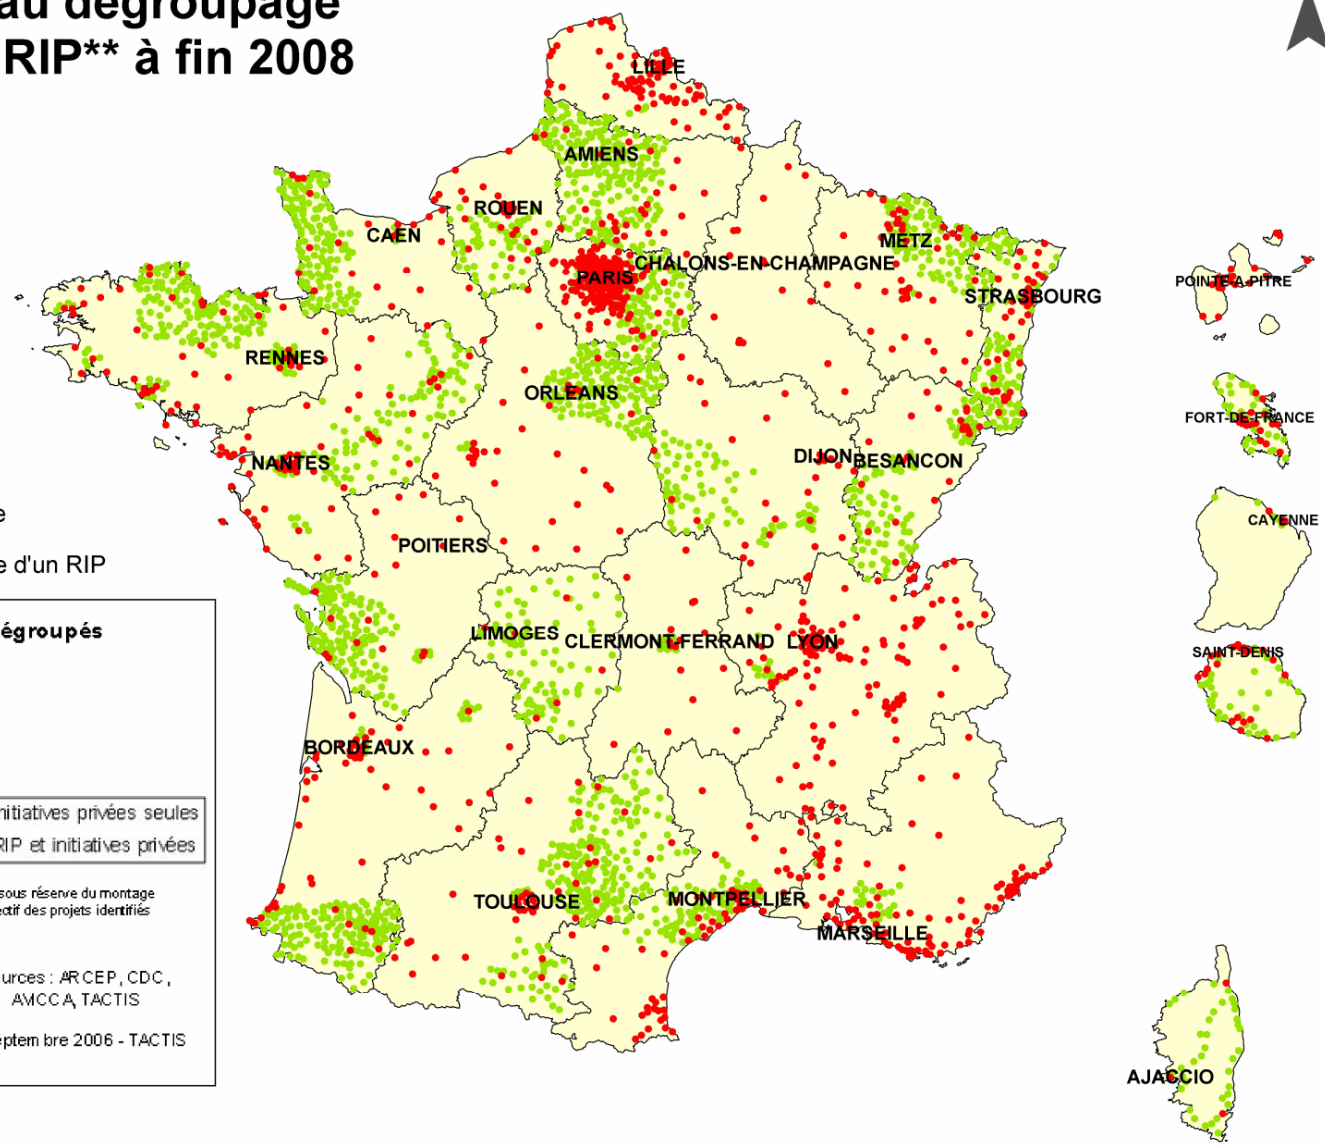 au dégroupage
RIP** à fin 2008
LILLE
AMIENS
ROUEN
CAEN
METZ
CHALONS-EN-CHAMPAGNE
PARIS
STRASBOURG
POINTE-A-PITRE
RENNES
ORLEANS
FORT-DE-FRANCE
NANTES
DIJON
BESANCON
e
CAYENNE
POITIERS
e d'un RIP
égroupés
LIMOGES
CLERMONT-FERRAND
LYON
SAINT-DENIS
BORDEAUX
nitiatives privées seules
RIP et initiatives privées
sous réserve du montage
ectif des projets identifiés
TOULOUSE
MONTPELLIER
MARSEILLE
urces : ARCEP, CDC,
AMCCA, TACTIS
eptembre 2006 - TACTIS
AJACCIO